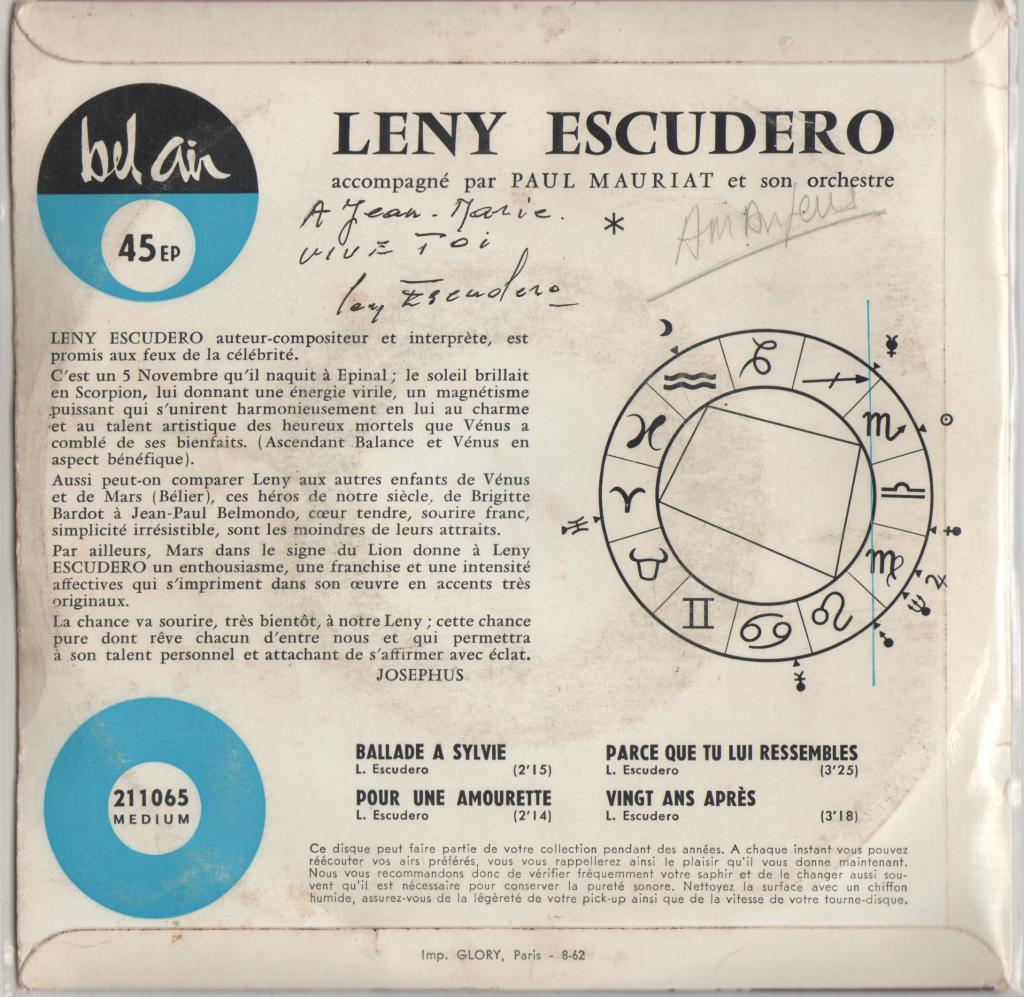 bel air
45 EP
LENY ESCUDERO
accompagné par PAUL MAURIAT et son orchestre
*
A Jean-Marie.
VIVE TOI
Leny Escudero
LENY ESCUDERO auteur-compositeur et interprète, est
promis aux feux de la célébrité.
C'est un 5 Novembre qu'il naquit à Epinal ; le soleil brillait
en Scorpion, lui donnant une énergie virile, un magnétisme
puissant qui s'unirent harmonieusement en lui au charme
et au talent artistique des heureux mortels que Vénus a
comblé de ses bienfaits. (Ascendant Balance et Vénus en
aspect bénéfique).
Aussi peut-on comparer Leny aux autres enfants de Vénus
et de Mars (Bélier), ces héros de notre siècle, de Brigitte
Bardot à Jean-Paul Belmondo, cœur tendre, sourire franc,
simplicité irrésistible, sont les moindres de leurs attraits.
Par ailleurs, Mars dans le signe du Lion donne à Leny
ESCUDERO un enthousiasme, une franchise et une intensité
affectives qui s'impriment dans son œuvre en accents très
originaux.
La chance va sourire, très bientôt, à notre Leny ; cette chance
pure dont rêve chacun d'entre nous et qui permettra
à son talent personnel et attachant de s'affirmer avec éclat.
JOSEPHUS
211065
MEDIUM
BALLADE A SYLVIE
L. Escudero (2'15)
POUR UNE AMOURETTE
L. Escudero (2'14)
PARCE QUE TU LUI RESSEMBLES
L. Escudero (3'25)
VINGT ANS APRÈS
L. Escudero (3'18)
Ce disque peut faire partie de votre collection pendant des années. A chaque instant vous pouvez
réécouter vos airs préférés, vous vous rappellerez ainsi le plaisir qu'il vous donne maintenant.
Nous vous recommandons donc de vérifier fréquemment votre saphir et de le changer aussi sou-
vent qu'il est nécessaire pour conserver la pureté sonore. Nettoyez la surface avec un chiffon
humide, assurez-vous de la légèreté de votre pick-up ainsi que de la vitesse de votre tourne-disque.
Imp. GLORY, Paris - 8-62